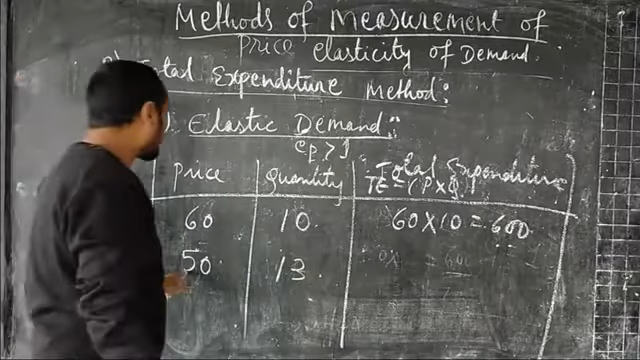 Methods of Measurement of
Price elasticity of Demand.
Total Expenditure Method:
Elastic Demand:
ep > 1
Price Quantity Total Expenditure
TE = (P×Q)
60 10 60×10 = 600
50 13